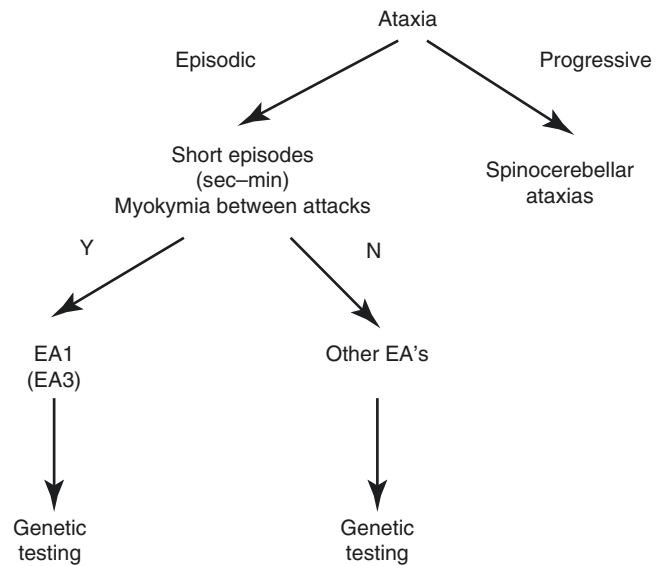 Ataxia
Episodic
Progressive
Short episodes
(sec–min)
Myokymia between attacks
Spinocerebellar
ataxias
Y
N
EA1
(EA3)
Other EA's
Genetic
testing
Genetic
testing